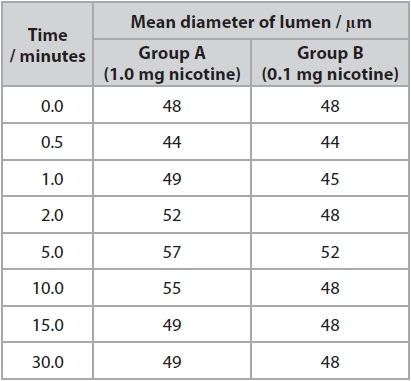 Time
/ minutes
Mean diameter of lumen / μm
Group A
(1.0 mg nicotine)
Group B
(0.1 mg nicotine)
0.0 48 48
0.5 44 44
1.0 49 45
2.0 52 48
5.0 57 52
10.0 55 48
15.0 49 48
30.0 49 48